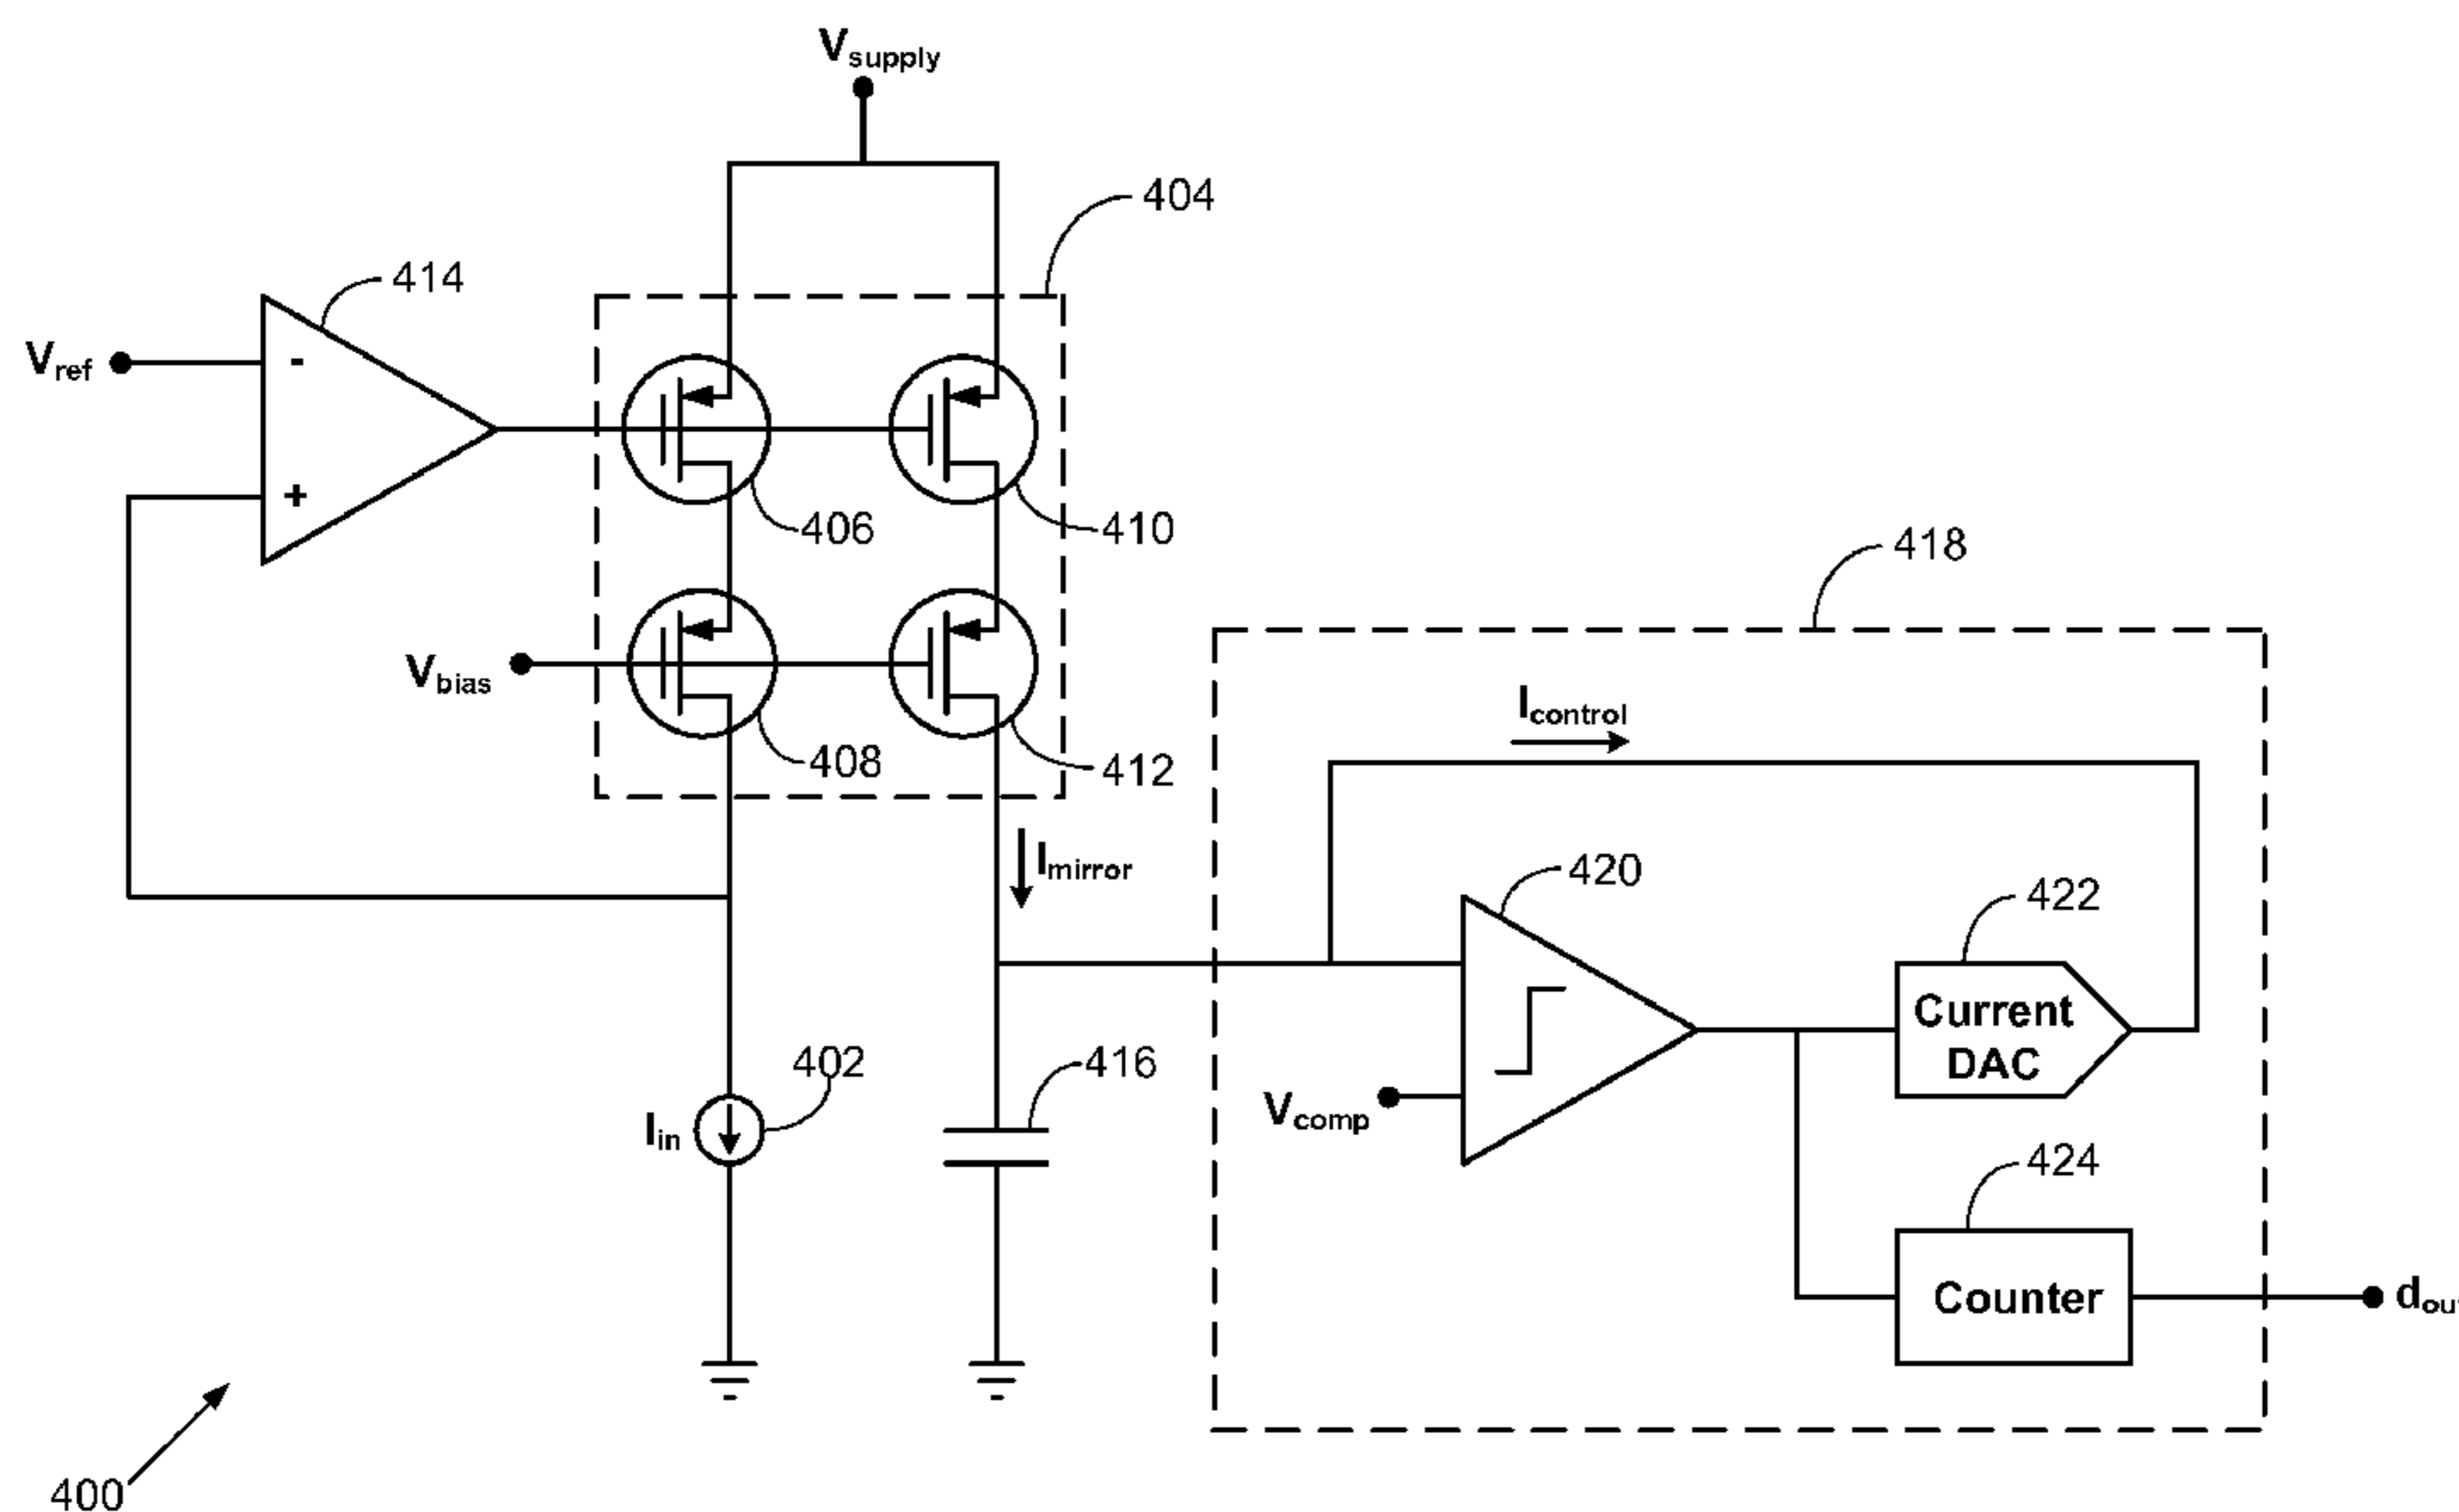 Vsupply
404
414
Vref
-
+
406
410
418
Vbias
408
412
Icontrol
Imirror
420
422
Current
DAC
402
416
Iin
Vcomp
424
Counter
400